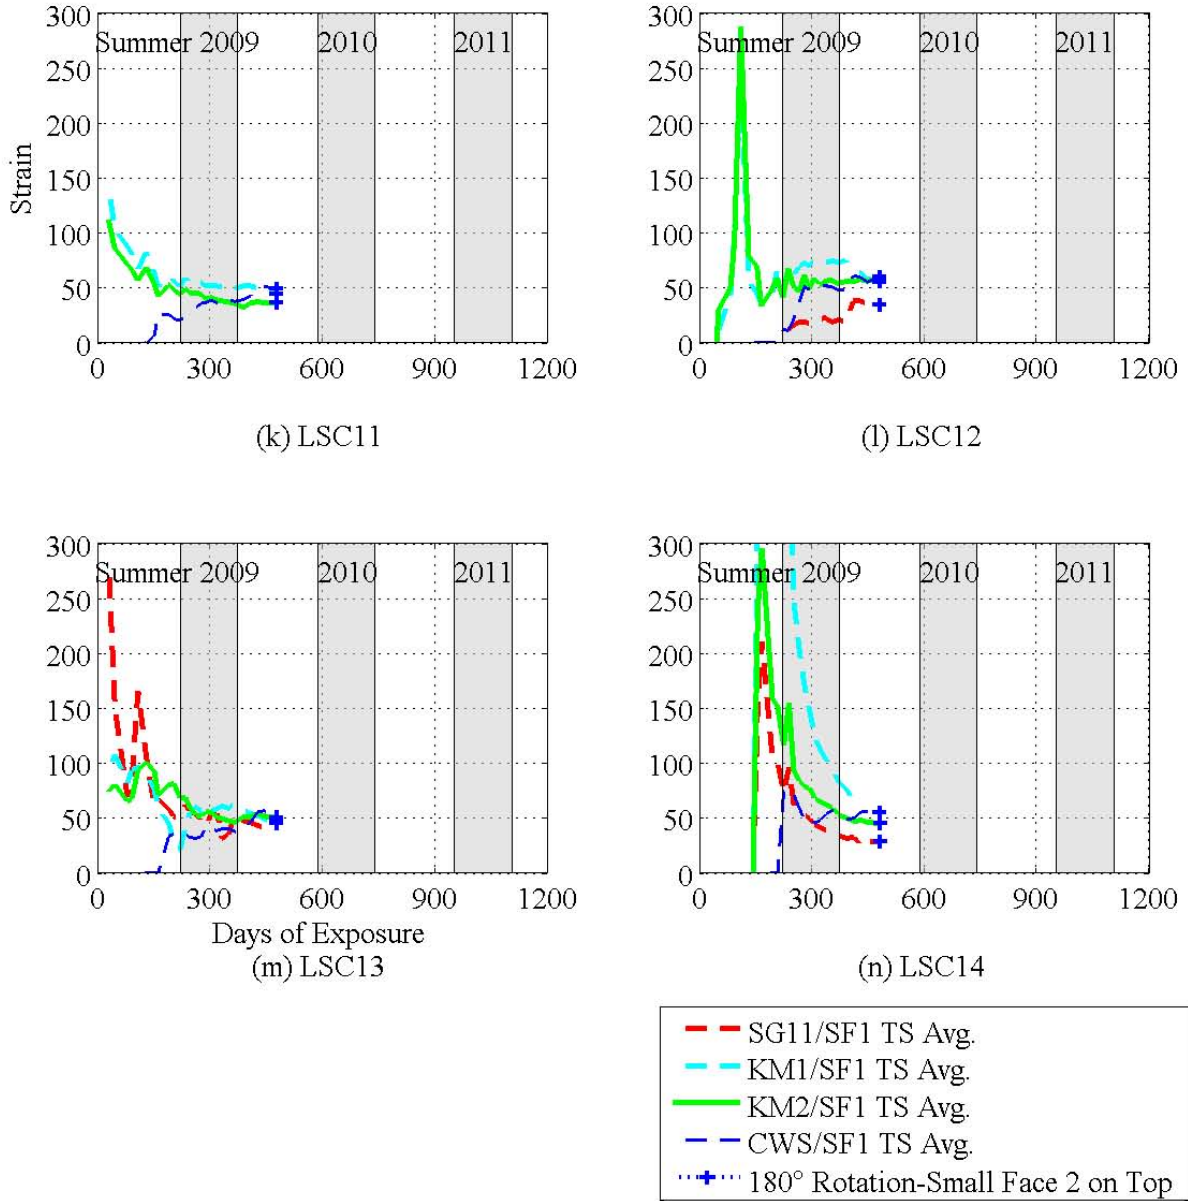 300
250
200
150
100
50
0
Strain
Summer 2009
2010
2011
0 300 600 900 1200
(k) LSC11
300
250
200
150
100
50
0
Summer 2009
2010
2011
0 300 600 900 1200
(l) LSC12
300
250
200
150
100
50
0
Summer 2009
2010
2011
0 300 600 900 1200
Days of Exposure
(m) LSC13
300
250
200
150
100
50
0
Summer 2009
2010
2011
0 300 600 900 1200
(n) LSC14
SG11/SF1 TS Avg.
KM1/SF1 TS Avg.
KM2/SF1 TS Avg.
CWS/SF1 TS Avg.
180° Rotation-Small Face 2 on Top